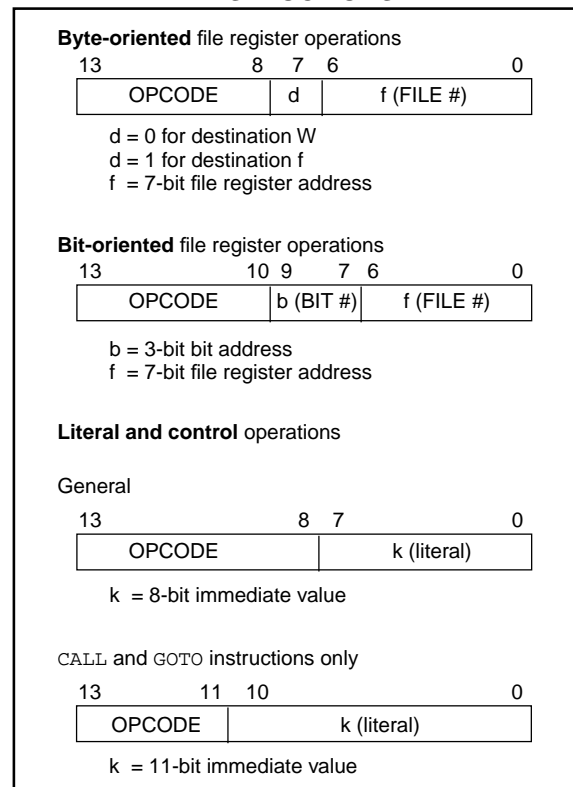 Byte-oriented file register operations
13 8 7 6 0
OPCODE d f (FILE #)
d = 0 for destination W
d = 1 for destination f
f = 7-bit file register address
Bit-oriented file register operations
13 10 9 7 6 0
OPCODE b (BIT #) f (FILE #)
b = 3-bit bit address
f = 7-bit file register address
Literal and control operations
General
13 8 7 0
OPCODE k (literal)
k = 8-bit immediate value
CALL and GOTO instructions only
13 11 10 0
OPCODE k (literal)
k = 11-bit immediate value